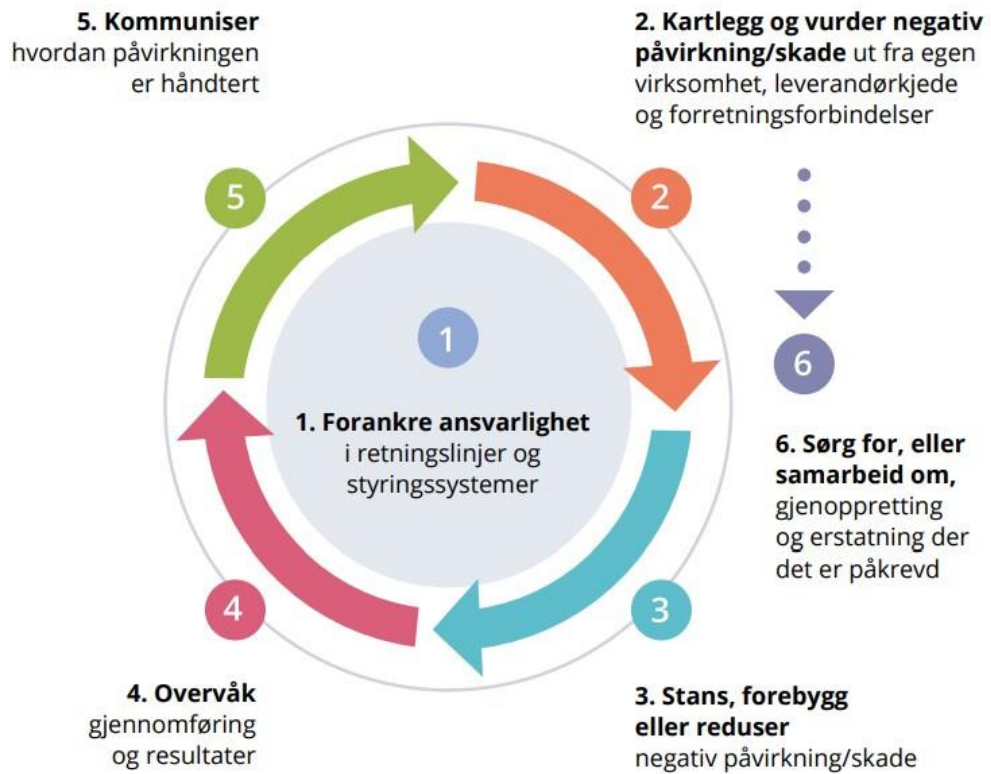 5. Kommuniser
hvordan påvirkningen
er håndtert
2. Kartlegg og vurder negativ
påvirkning/skade ut fra egen
virksomhet, leverandørkjede
og forretningsforbindelser
5
2
1
6
1. Forankre ansvarlighet
i retningslinjer og
styringssystemer
6. Sørg for, eller
samarbeid om,
gjenoppretting
og erstatning der
det er påkrevd
4
3
4. Overvåk
gjennomføring
og resultater
3. Stans, forebygg
eller reduser
negativ påvirkning/skade